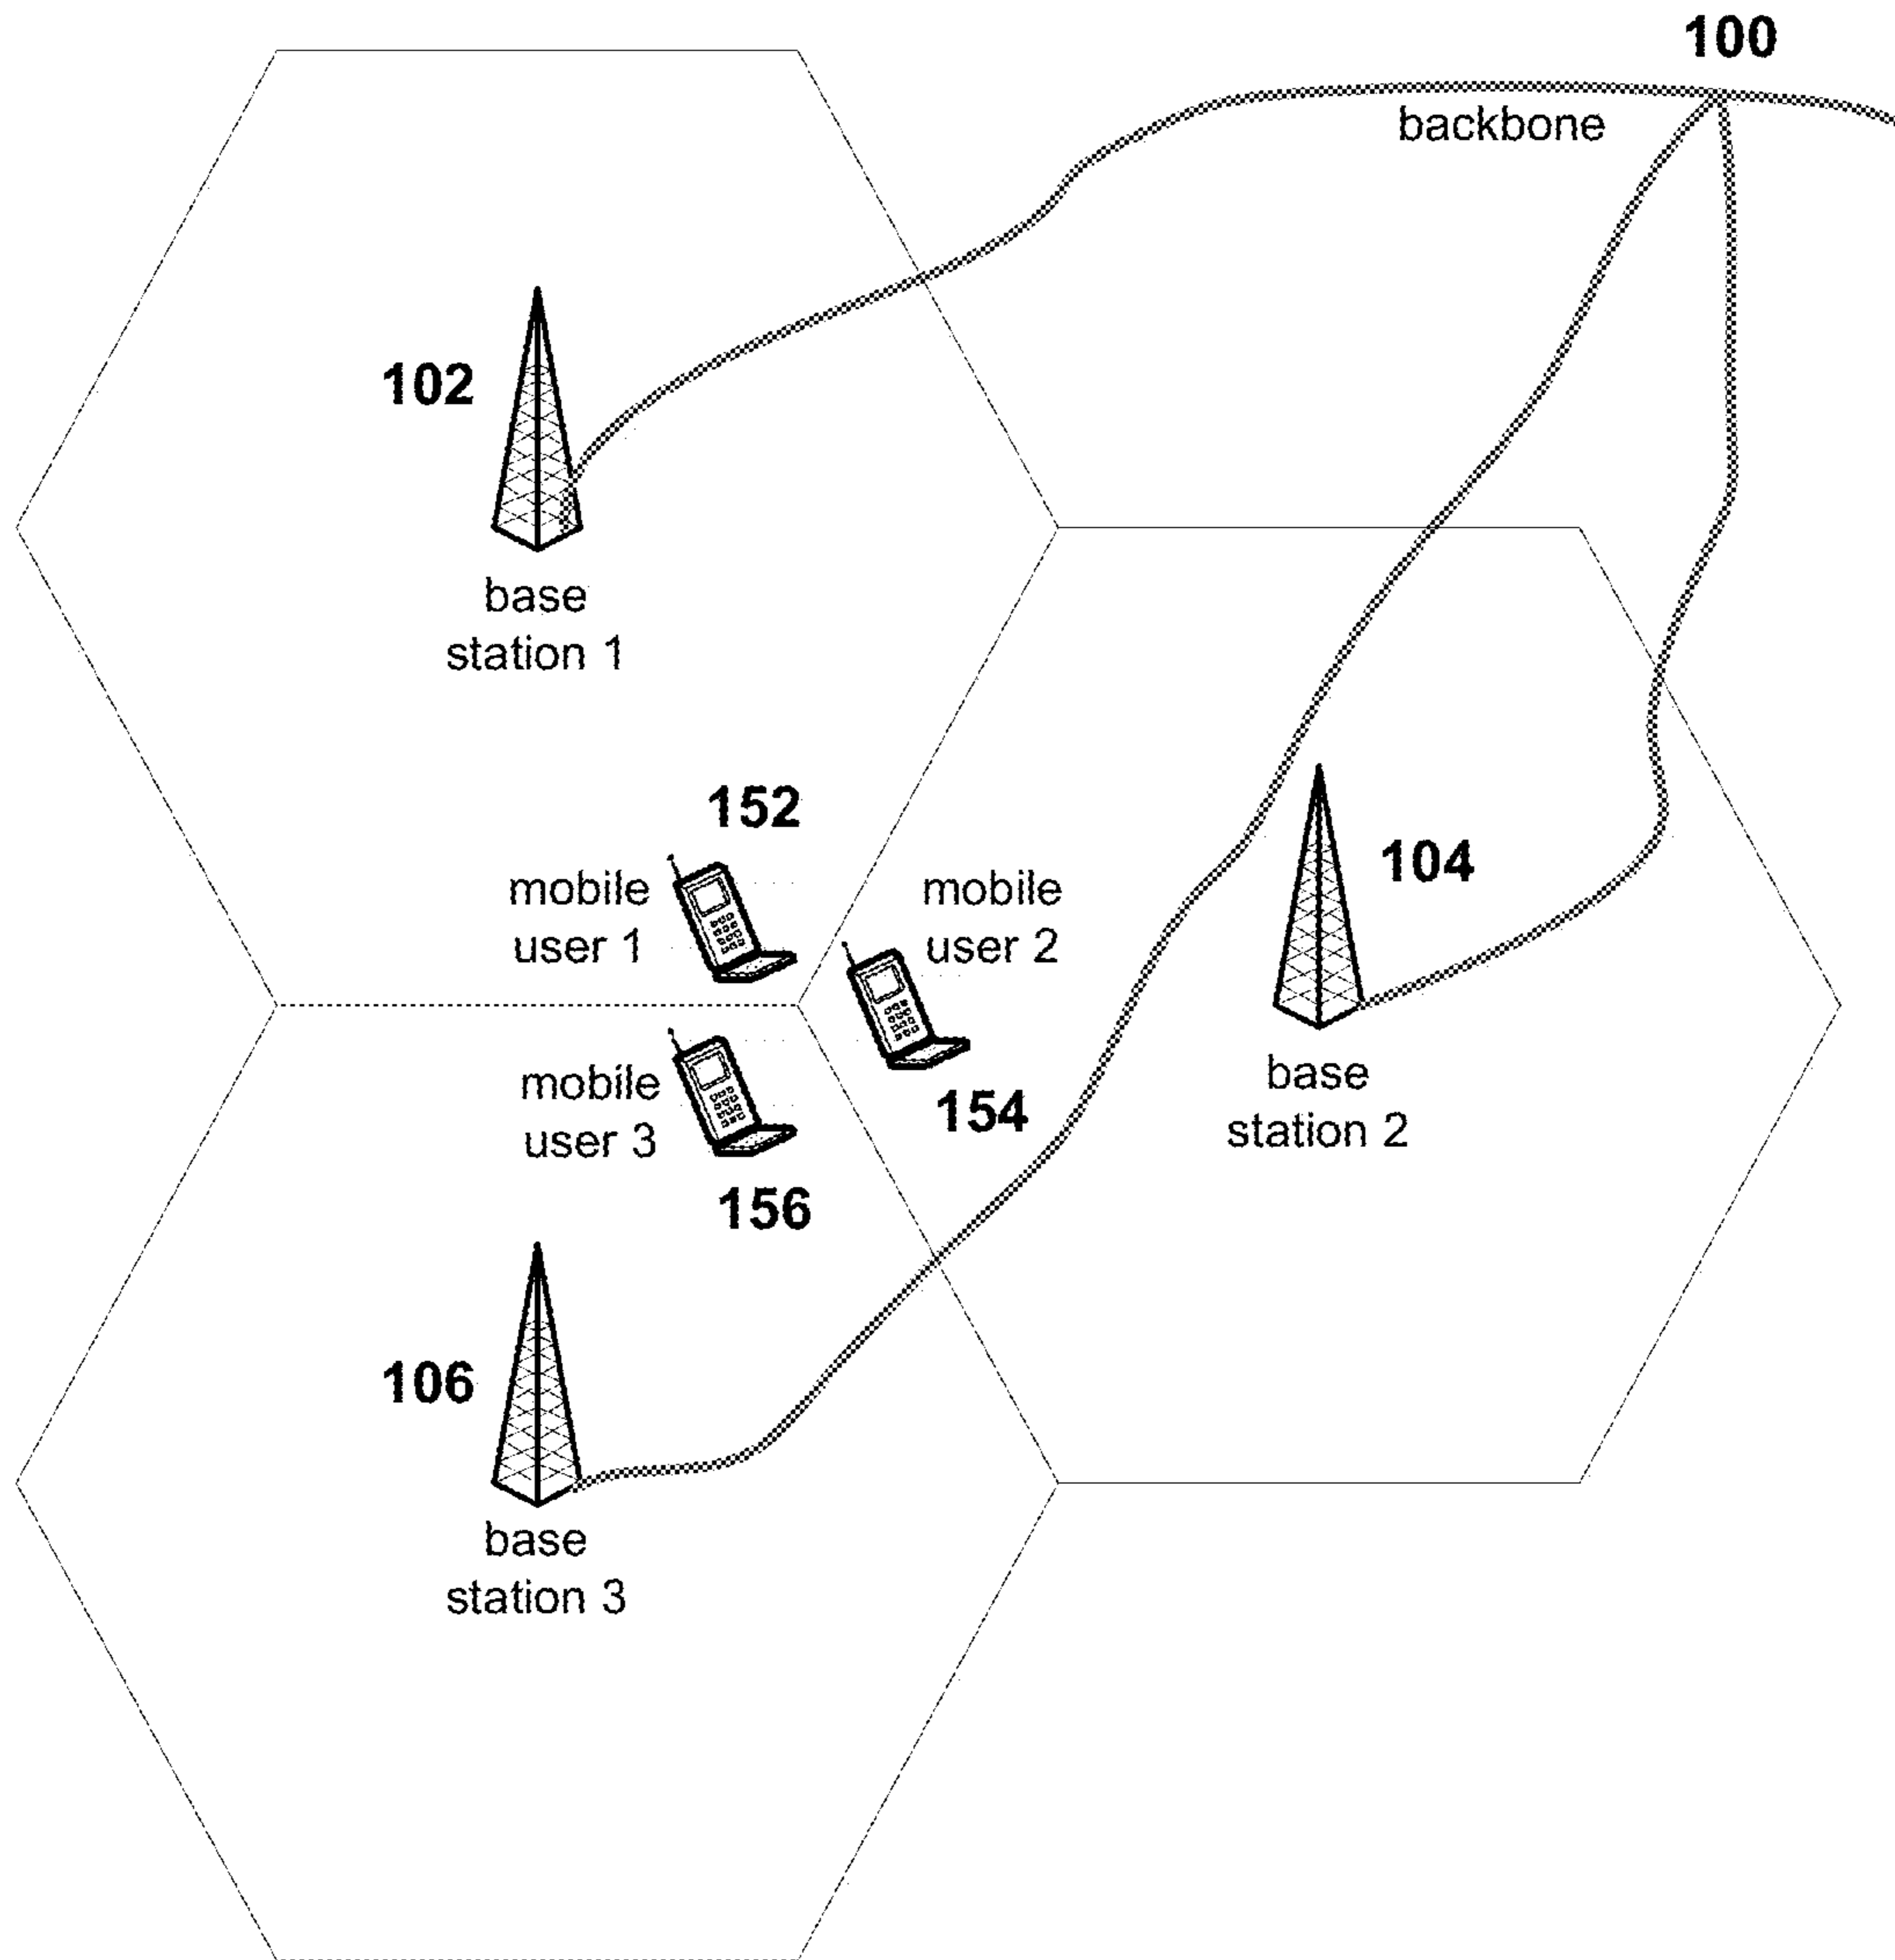 100
backbone
102
base
station 1
152
mobile
user 1
mobile
user 2
104
mobile
user 3
154
base
station 2
156
106
base
station 3